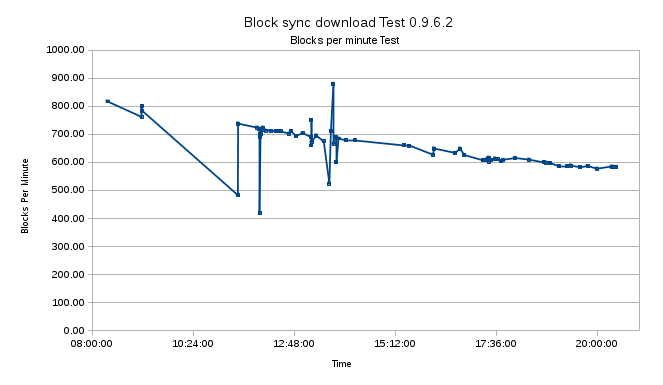 Block sync download Test 0.9.6.2
Blocks per minute Test
1000.00
900.00
800.00
700.00
600.00
500.00
400.00
300.00
200.00
100.00
0.00
Blocks Per Minute
08:00:00 10:24:00 12:48:00 15:12:00 17:36:00 20:00:00
Time